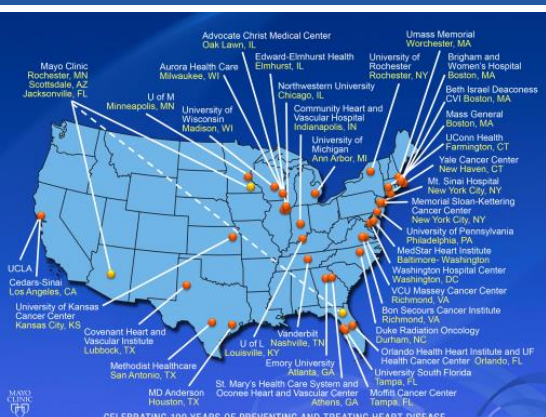 Mayo Clinic
Rochester, MN
Scottsdale, AZ
Jacksonville, FL
U of M
Minneapolis, MN
University of
Wisconsin
Madison, WI
Aurora Health Care
Milwaukee, WI
Advocate Christ Medical Center
Oak Lawn, IL
Edward-Elmhurst Health
Elmhurst, IL
Northwestern University
Chicago, IL
Community Heart and
Vascular Hospital
Indianapolis, IN
University of
Michigan
Ann Arbor, MI
University of
Rochester
Rochester, NY
Umass Memorial
Worchester, MA
Brigham and
Women's Hospital
Boston, MA
Beth Israel Deaconess
CVI Boston, MA
Mass General
Boston, MA
UConn Health
Farmington, CT
Yale Cancer Center
New Haven, CT
Mt. Sinai Hospital
New York City, NY
Memorial Sloan-Kettering
Cancer Center
New York City, NY
University of Pennsylvania
Philadelphia, PA
MedStar Heart Institute
Baltimore- Washington
Washington Hospital Center
Washington, DC
VCU Massey Cancer Center
Richmond, VA
Bon Secours Institute
Richmond, VA
Duke Radiation Oncology
Durham, NC
Orlando Health Heart Institute and UF
Health Cancer Center Orlando, FL
University South Florida
Tampa, FL
Moffitt Cancer Center
Tampa, FL
UCLA
Cedars-Sinai
Los Angeles, CA
University of Kansas
Cancer Center
Kansas City, KS
Covenant Heart and
Vascular Institute
Lubbock, TX
Methodist Healthcare
San Antonio, TX
MD Anderson
Houston, TX
U of L
Louisville, KY
Vanderbilt
Nashville, TN
Emory University
Atlanta, GA
St. Mary's Health Care System and
Oconee Heart and Vascular Center
Athens, GA
MAYO
CLINIC
CELEBRATING 100 YEARS OF PREVENTING AND TREATING HEART DISEASE